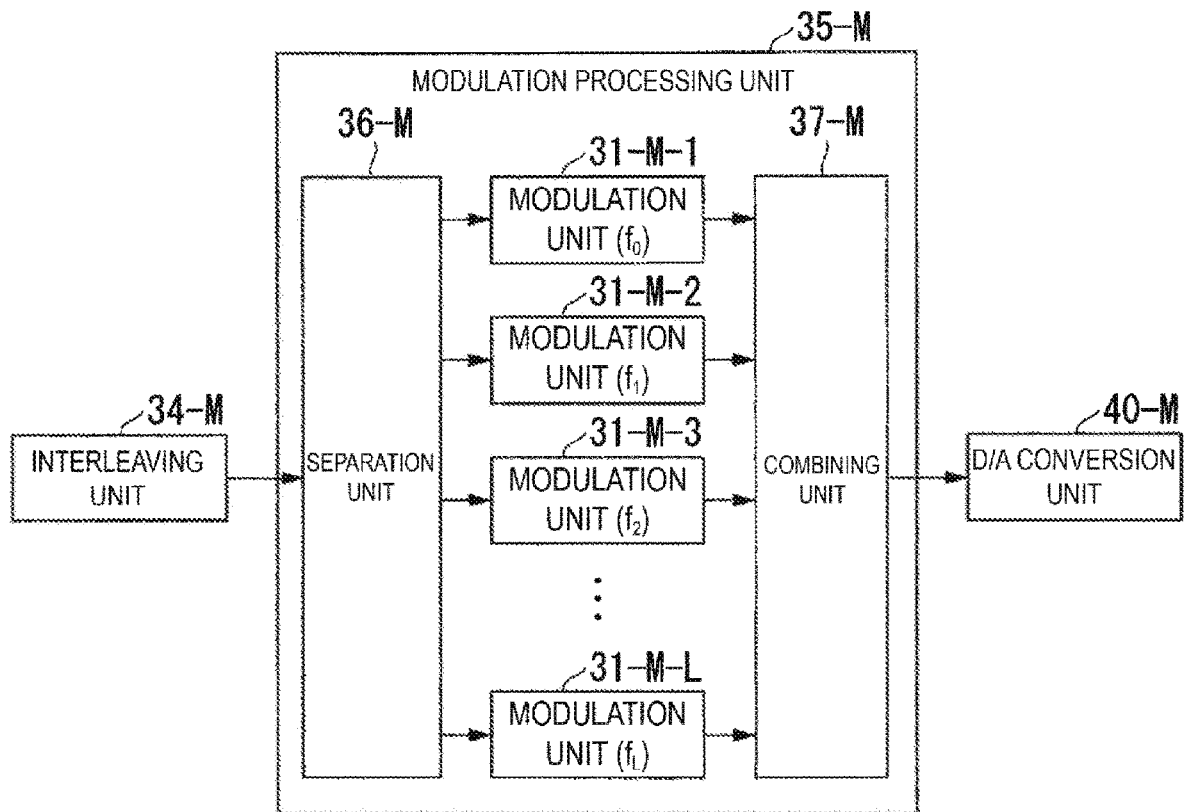 35-M
MODULATION PROCESSING UNIT
36-M
37-M
31-M-1
MODULATION
UNIT (f₀)
31-M-2
MODULATION
UNIT (f₁)
34-M
INTERLEAVING
UNIT
SEPARATION
UNIT
31-M-3
MODULATION
UNIT (f₂)
COMBINING
UNIT
40-M
D/A CONVERSION
UNIT
31-M-L
MODULATION
UNIT (f_L)